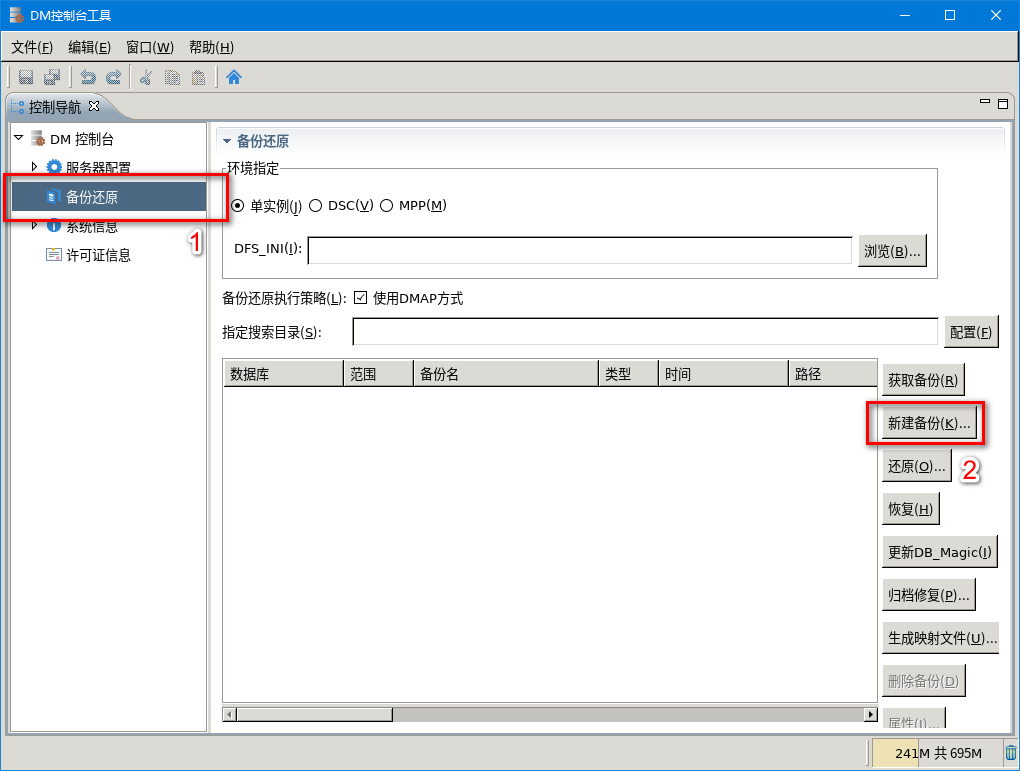 DM控制台工具
文件(F) 编辑(E) 窗口(W) 帮助(H)
控制导航
DM 控制台
服务器配置
备份还原
系统信息
许可证信息
1
备份还原
环境指定
单实例(J) DSC(V) MPP(M)
DFS_INI(I): 浏览(B)...
备份还原执行策略(L): 使用DMAP方式
指定搜索目录(S): 配置(F)
数据库 范围 备份名 类型 时间 路径
获取备份(R)
新建备份(K)...
还原(O)...
2
恢复(H)
更新DB_Magic(I)
归档修复(P)...
生成映射文件(U)...
删除备份(D)
属性(I)...
241M 共 695M